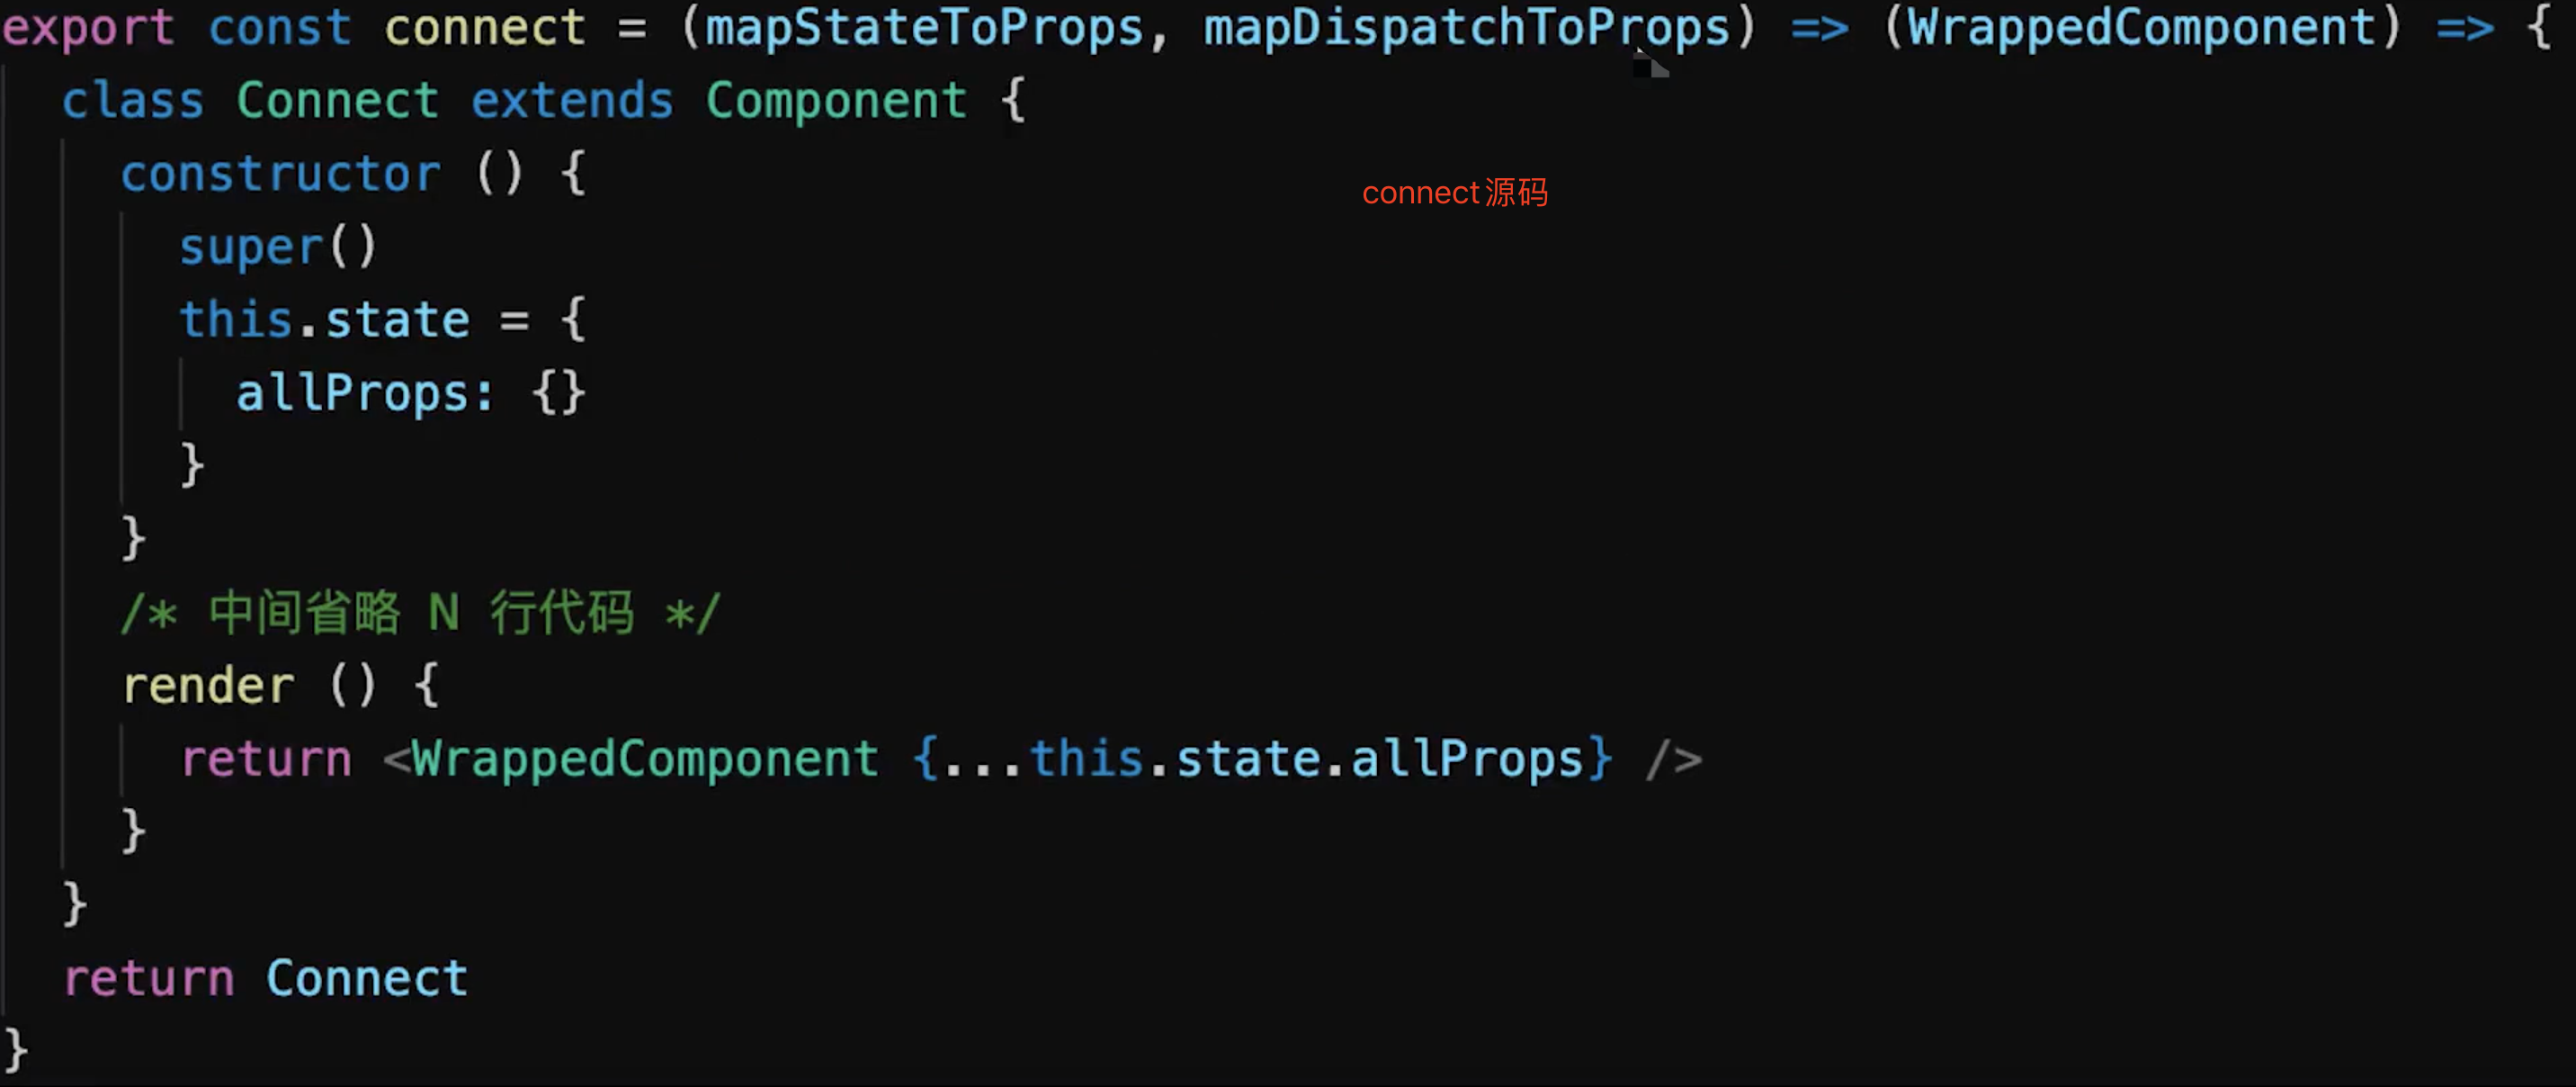 export const connect = (mapStateToProps, mapDispatchToProps) => (WrappedComponent) => {
class Connect extends Component {
constructor () {
connect源码
super()
this.state = {
allProps: {}
}
}
/* 中间省略 N 行代码 */
render () {
return <WrappedComponent {...this.state.allProps} />
}
}
return Connect
}